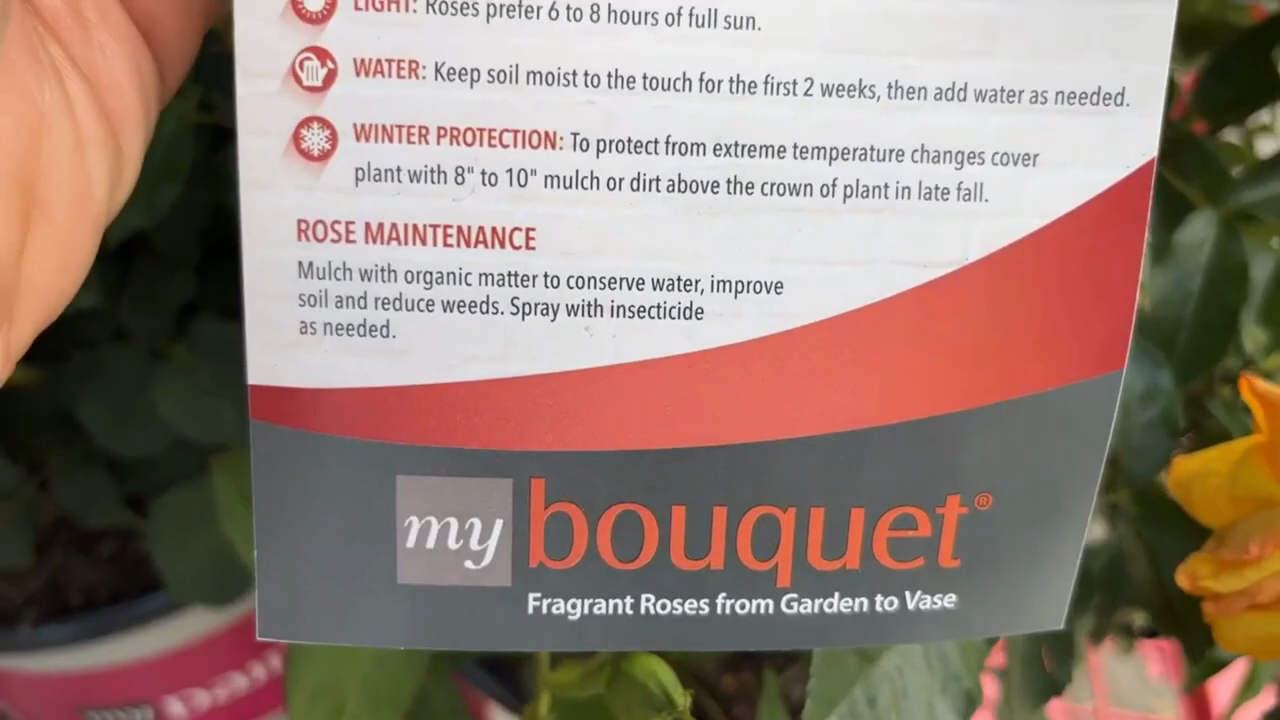 LIGHT: Roses prefer 6 to 8 hours of full sun.
WATER: Keep soil moist to the touch for the first 2 weeks, then add water as needed.
WINTER PROTECTION: To protect from extreme temperature changes cover
plant with 8" to 10" mulch or dirt above the crown of plant in late fall.
ROSE MAINTENANCE
Mulch with organic matter to conserve water, improve
soil and reduce weeds. Spray with insecticide
as needed.
my bouquet®
Fragrant Roses from Garden to Vase